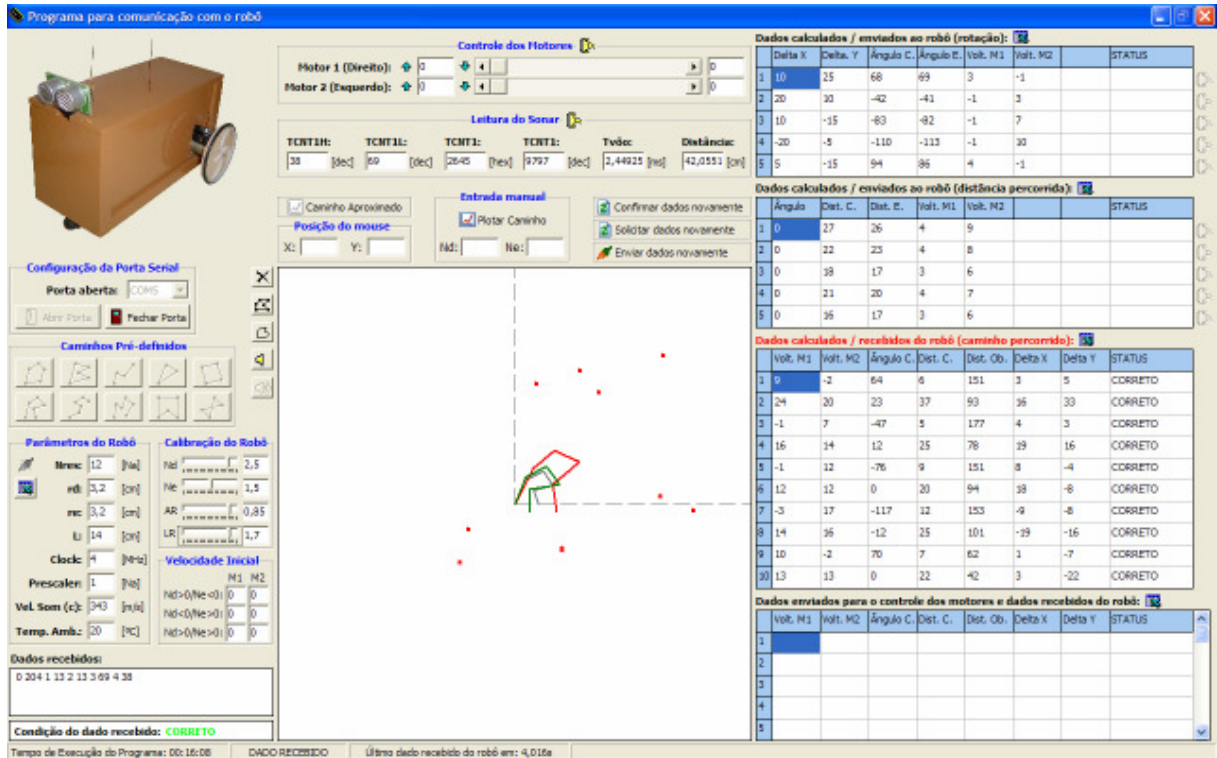 Programa para comunicação com o robô
Controle dos Motores
Motor 1 (Direito): 0 0
Motor 2 (Esquerdo): 0 0
Leitura do Sonar
TCNT1H: TCNT1L: TCNT1: TCNT1: Tvôo: Distância:
38 [dec] 69 [dec] 2645 [hex] 9797 [dec] 2,44925 [ms] 42,0551 [cm]
Caminho Aproximado
Posição do mouse
X: Y:
Entrada manual
Plotar Caminho
Nd: Ne:
Confirmar dados novamente
Solicitar dados novamente
Enviar dados novamente
Configuração da Porta Serial
Porta aberta: COM5
Abrir Porta Fechar Porta
Caminhos Pré-definidos
Parâmetros do Robô
Nres: 12 [Na]
rd: 3,2 [cm]
re: 3,2 [cm]
L: 14 [cm]
Clock: 4 [MHz]
Prescaler: 1 [Na]
Vel. Som (c): 343 [m/s]
Temp. Amb.: 20 [ºC]
Calibração do Robô
Nd 2,5
Ne 1,5
AR 0,85
LR 1,7
Velocidade Inicial
M1 M2
Nd>0/Ne<0: 0 0
Nd<0/Ne>0: 0 0
Nd>0/Ne>0: 0 0
Dados recebidos:
0 204 1 13 2 13 3 69 4 38
Condição do dado recebido: CORRETO
Tempo de Execução do Programa: 00:16:08 DADO RECEBIDO Último dado recebido do robô em: 4,016s
Dados calculados / enviados ao robô (rotação):
Delta X Delta. Y Ângulo C. Ângulo E. Volt. M1 Volt. M2 STATUS
1 10 25 68 69 3 -1
2 20 10 -42 -41 -1 3
3 10 -15 -83 -82 -1 7
4 -20 -5 -110 -113 -1 10
5 5 -15 94 86 4 -1
Dados calculados / enviados ao robô (distância percorrida):
Ângulo Dist. C. Dist. E. Volt. M1 Volt. M2 STATUS
1 0 27 26 4 9
2 0 22 23 4 8
3 0 18 17 3 6
4 0 21 20 4 7
5 0 16 17 3 6
Dados calculados / recebidos do robô (caminho percorrido):
Volt. M1 Volt. M2 Ângulo C. Dist. C. Dist. Ob. Delta X Delta Y STATUS
1 9 -2 64 6 151 3 5 CORRETO
2 24 20 23 37 93 16 33 CORRETO
3 -1 7 -47 5 177 4 3 CORRETO
4 16 14 12 25 78 19 16 CORRETO
5 -1 12 -76 9 151 8 -4 CORRETO
6 12 12 0 20 94 18 -8 CORRETO
7 -3 17 -117 12 153 -9 -8 CORRETO
8 14 16 -12 25 101 -19 -16 CORRETO
9 10 -2 70 7 62 1 -7 CORRETO
10 13 13 0 22 42 3 -22 CORRETO
Dados enviados para o controle dos motores e dados recebidos do robô:
Volt. M1 Volt. M2 Ângulo C. Dist. C. Dist. Ob. Delta X Delta Y STATUS
1
2
3
4
5